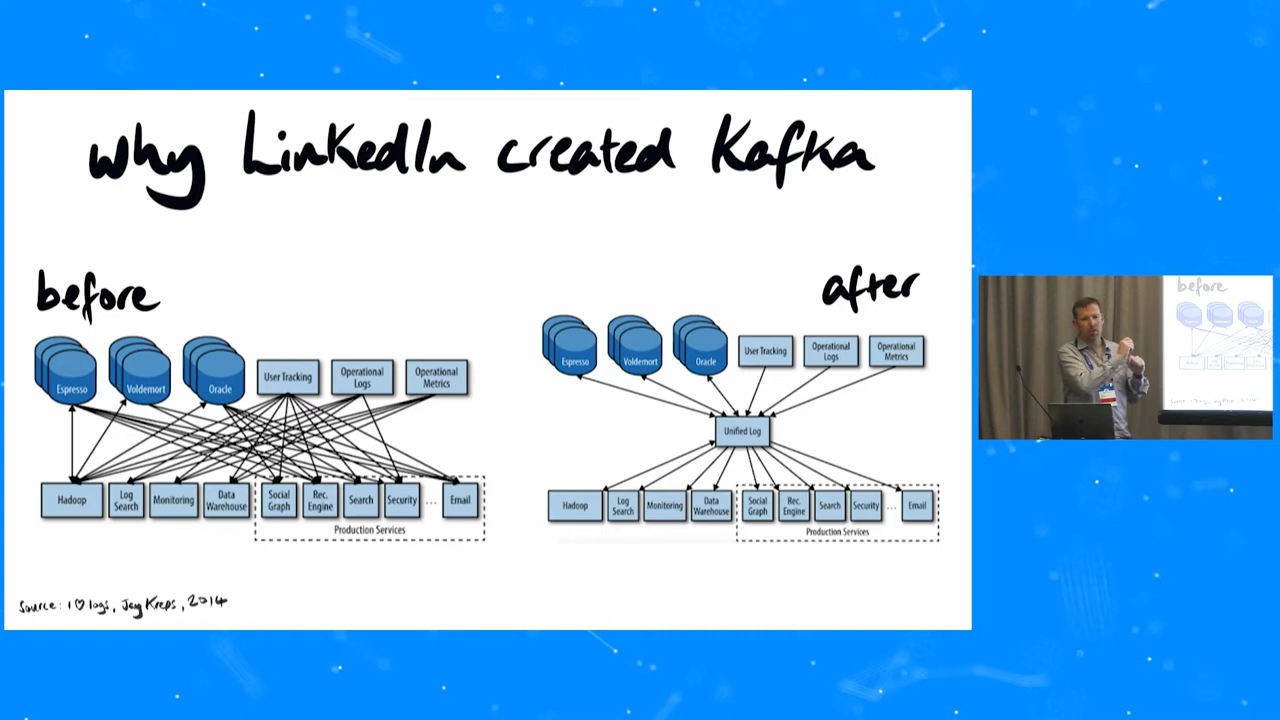 why LinkedIn created Kafka
before
after
Espresso
Voldemort
Oracle
User Tracking
Operational
Logs
Operational
Metrics
Hadoop
Log
Search
Monitoring
Data
Warehouse
Social
Graph
Rec.
Engine
Search
Security
...
Email
Production Services
Espresso
Voldemort
Oracle
User Tracking
Operational
Logs
Operational
Metrics
Unified Log
Hadoop
Log
Search
Monitoring
Data
Warehouse
Social
Graph
Rec.
Engine
Search
Security
...
Email
Production Services
Source: I ♡ logs, Jay Kreps, 2014
before